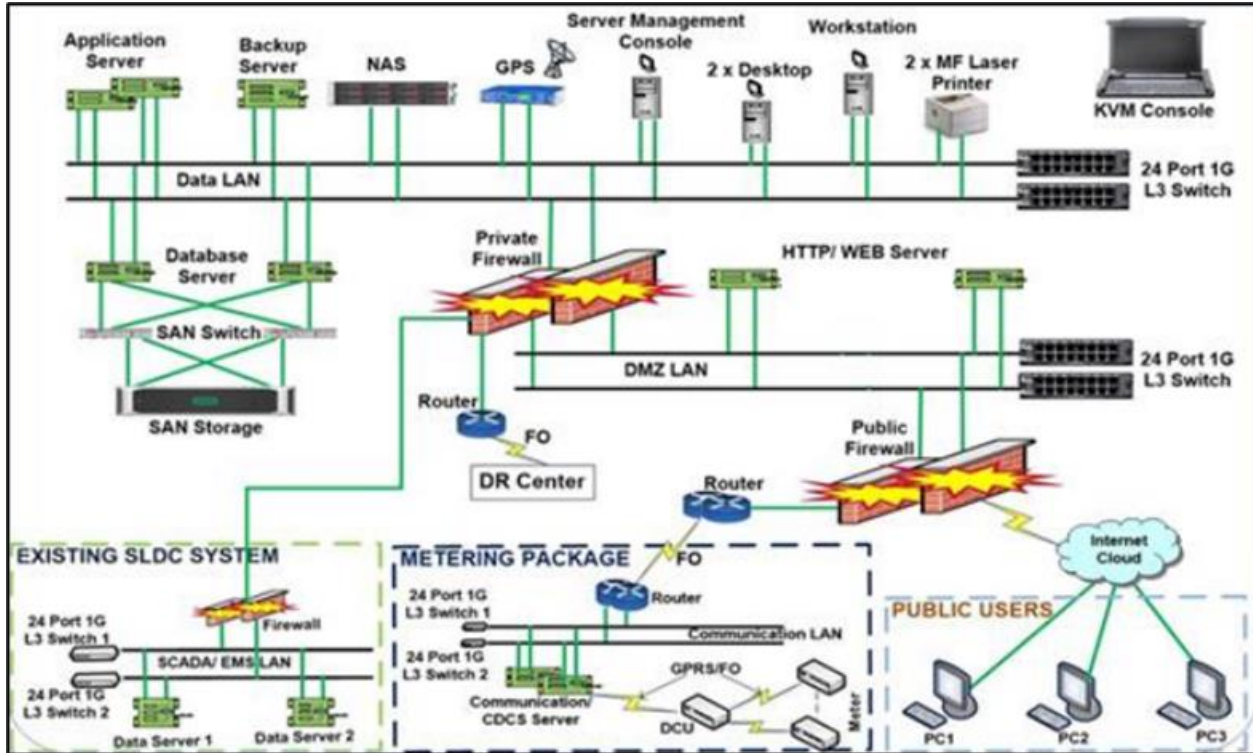 Application
Server
Backup
Server
NAS
GPS
Server Management
Console
2 x Desktop
Workstation
2 x MF Laser
Printer
KVM Console
Data LAN
24 Port 1G
L3 Switch
Database
Server
Private
Firewall
HTTP/ WEB Server
SAN Switch
SAN Storage
DMZ LAN
24 Port 1G
L3 Switch
Router
FO
DR Center
Public
Firewall
Router
FO
Internet
Cloud
EXISTING SLDC SYSTEM
24 Port 1G
L3 Switch 1
Firewall
SCADA/ EMS LAN
24 Port 1G
L3 Switch 2
Data Server 1
Data Server 2
METERING PACKAGE
Router
24 Port 1G
L3 Switch 1
Communication LAN
24 Port 1G
L3 Switch 2
GPRS/FO
Communication/
CDCS Server
DCU
Meter
PUBLIC USERS
PC1
PC2
PC3